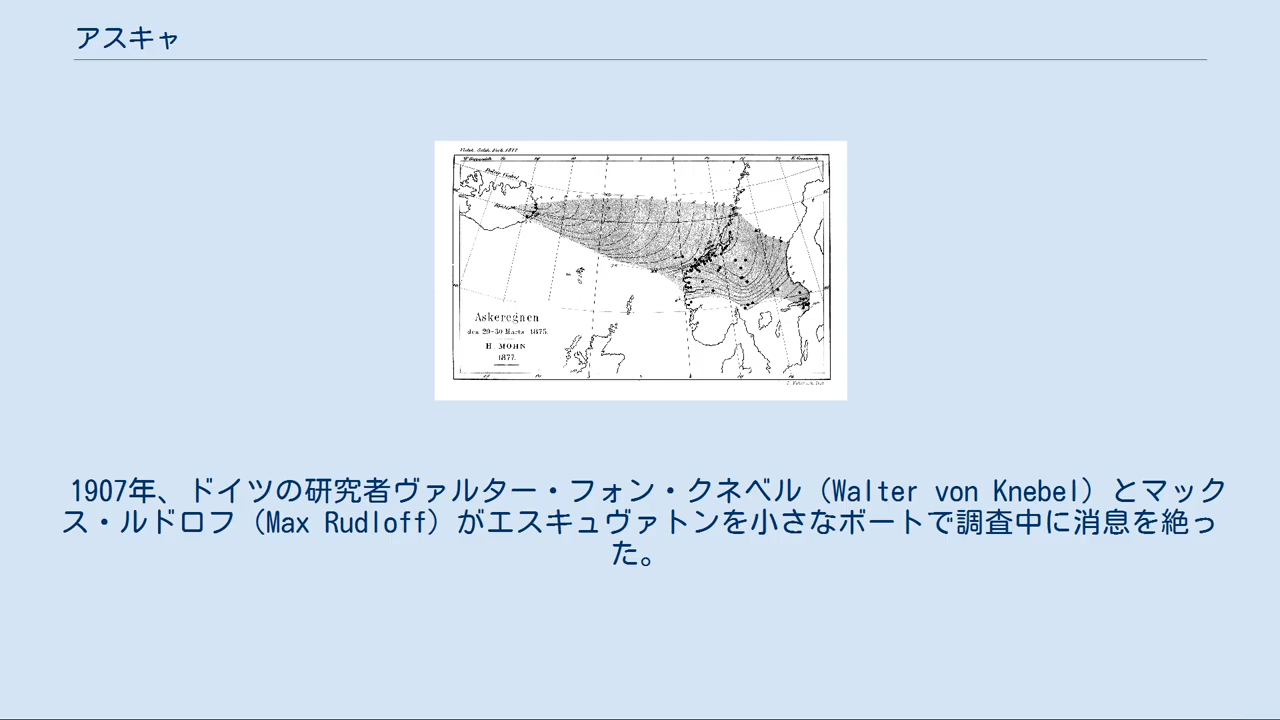 アスキャ
Askeregnen
den 29-30 Marts 1875.
H. MOHN
1877.
1907年、ドイツの研究者ヴァルター・フォン・クネベル（Walter von Knebel）とマック
ス・ルドロフ（Max Rudloff）がエスキュヴァトンを小さなボートで調査中に消息を絶っ
た。